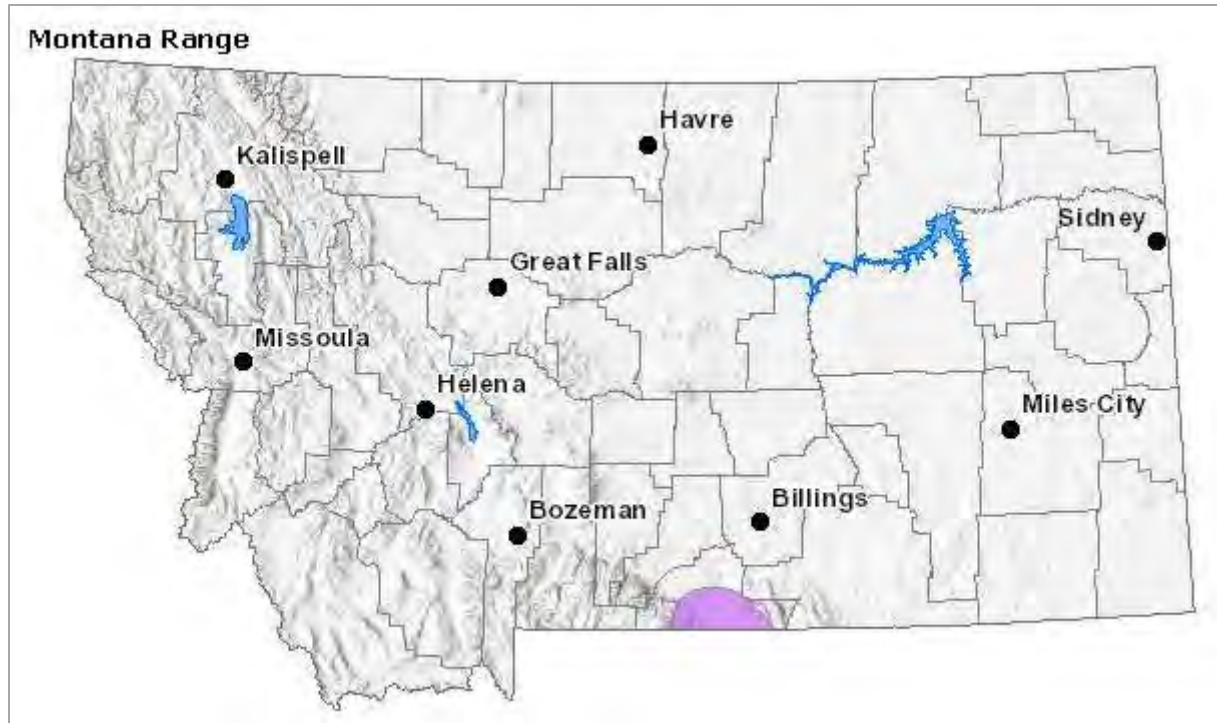 Montana Range
Havre
Kalispell
Sidney
Great Falls
Missoula
Helena
Miles City
Billings
Bozeman